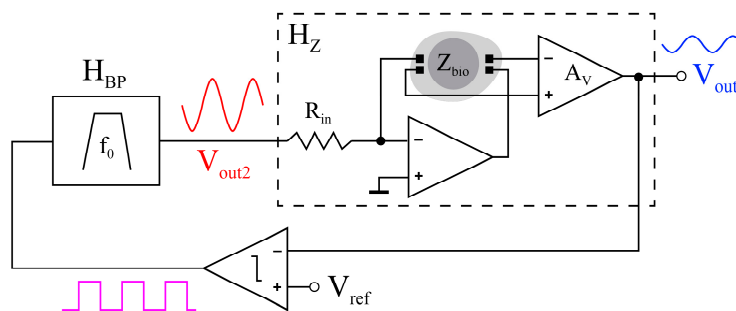 H_Z
H_BP
Z_bio
A_V
V_out
f_0
R_in
V_out2
V_ref